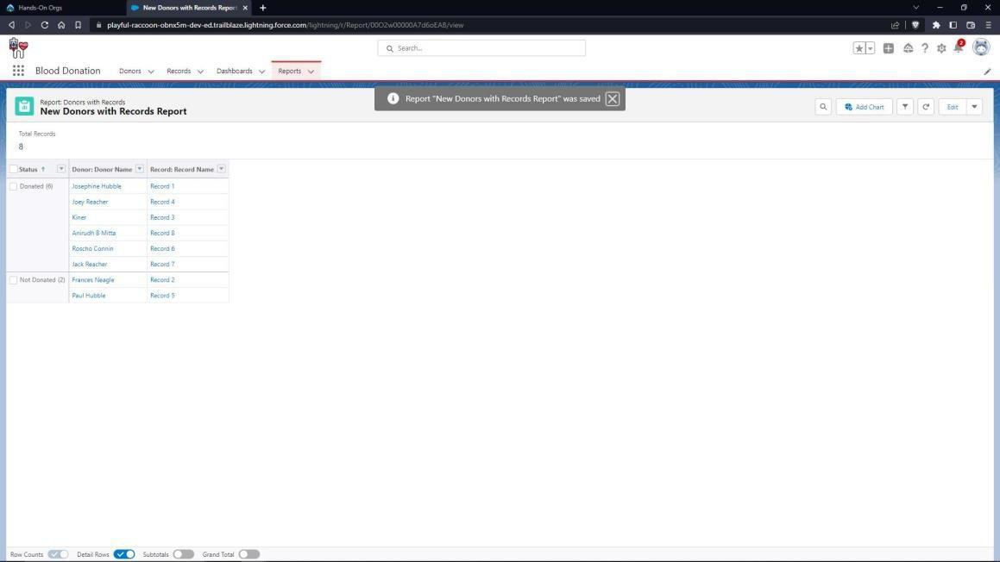 Hands-On Orgs
New Donors with Records Report
playful-raccoon-obnx5m-dev-ed.trailblaze.lightning.force.com/lightning/r/Report/00O2w00000A7d6oEAB/view
Search...
2
Blood Donation
Donors
Records
Dashboards
Reports
Report: Donors with Records
New Donors with Records Report
Report "New Donors with Records Report" was saved
Add Chart
Edit
Total Records
8
Status ↑ Donor: Donor Name Record: Record Name
Donated (6) Josephine Hubble Record 1
Joey Reacher Record 4
Kiner Record 3
Anirudh B Mitta Record 8
Roscho Connin Record 6
Jack Reacher Record 7
Not Donated (2) Frances Neagle Record 2
Paul Hubble Record 5
Row Counts Detail Rows Subtotals Grand Total